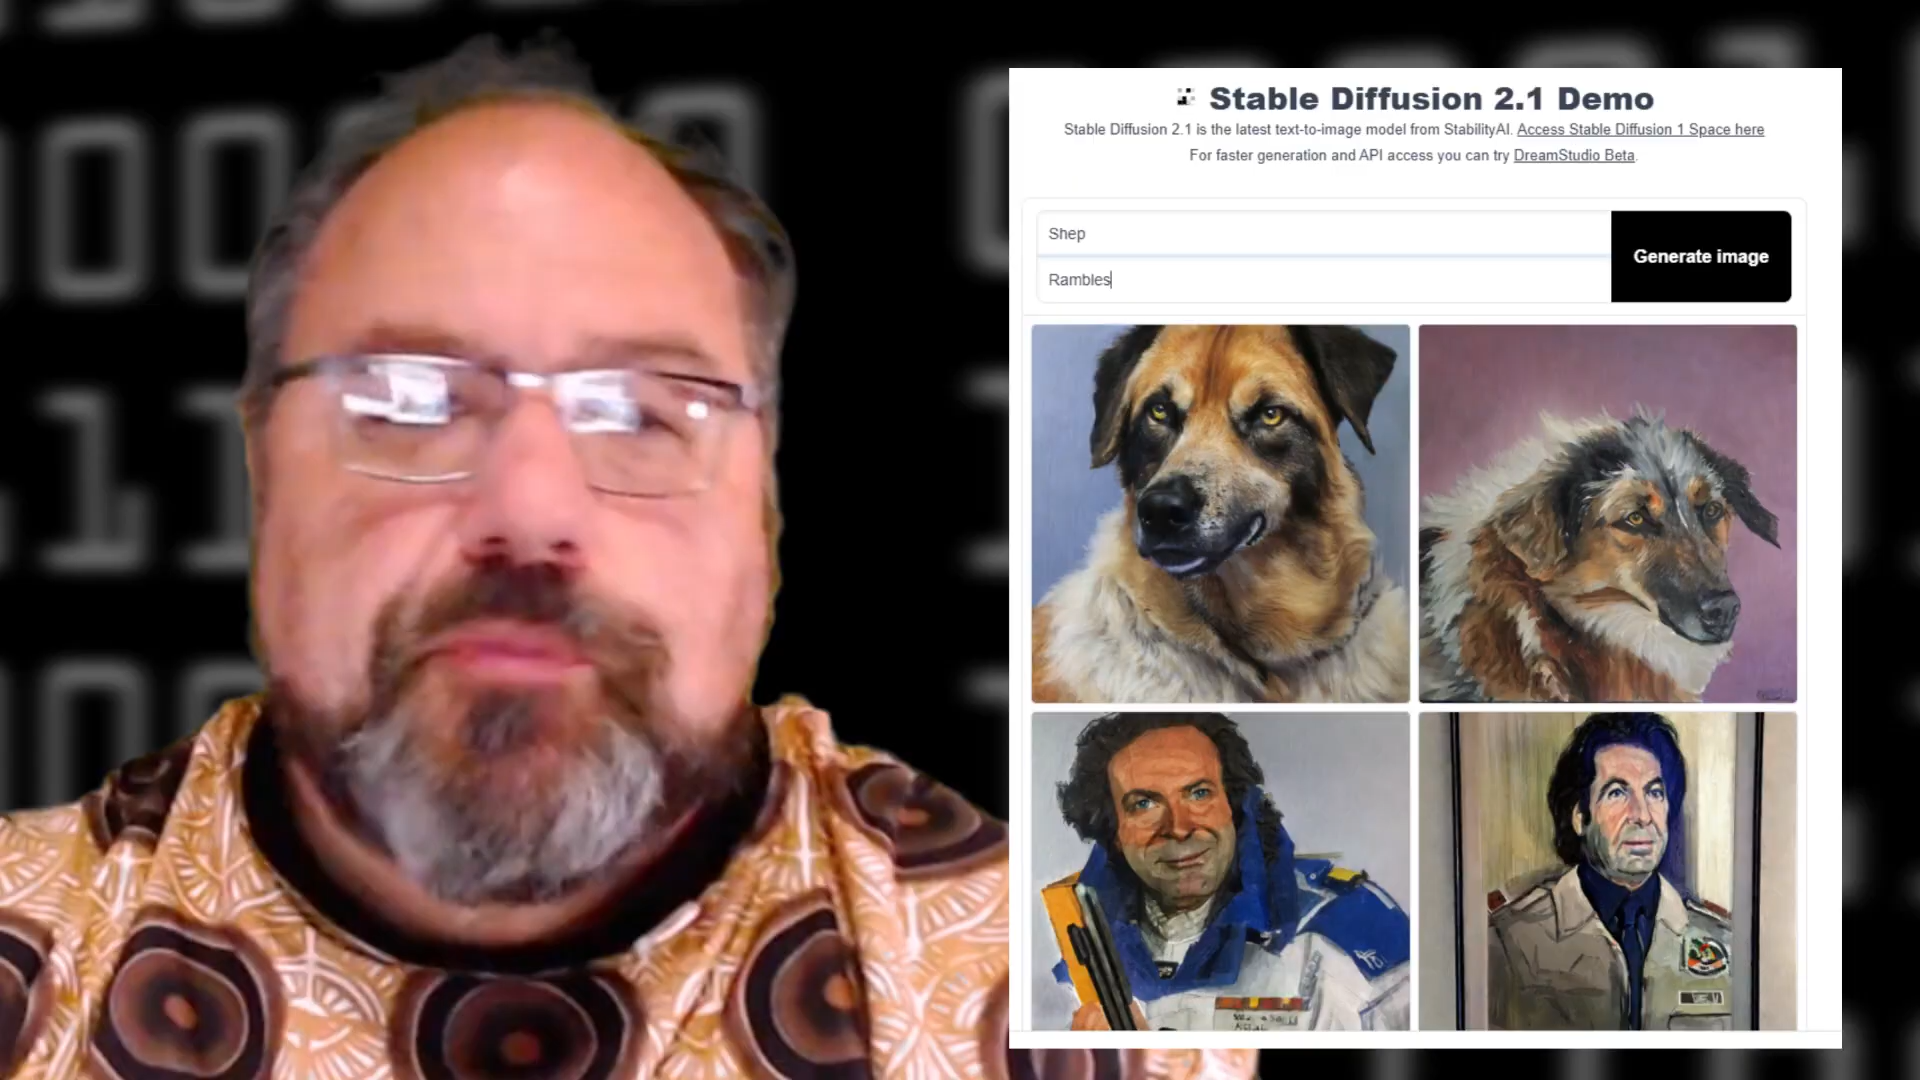 Stable Diffusion 2.1 Demo
Stable Diffusion 2.1 is the latest text-to-image model from StabilityAI. Access Stable Diffusion 1 Space here
For faster generation and API access you can try DreamStudio Beta.
Shep
Generate image
Rambles